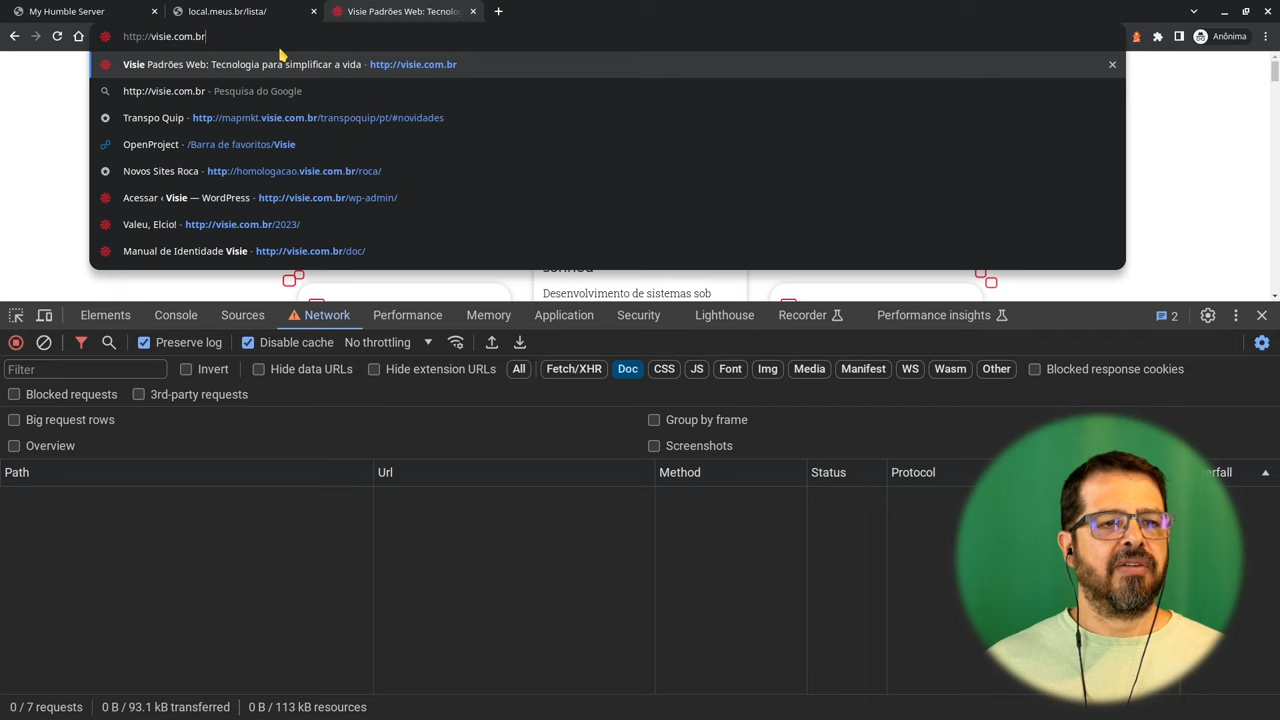 My Humble Server
local.meus.br/lista/
Visie Padrões Web: Tecnolo
Anônima
http://visie.com.br
Visie Padrões Web: Tecnologia para simplificar a vida - http://visie.com.br
http://visie.com.br - Pesquisa do Google
Transpo Quip - http://mapmkt.visie.com.br/transpoquip/pt/#novidades
OpenProject - /Barra de favoritos/Visie
Novos Sites Roca - http://homologacao.visie.com.br/roca/
Acessar ‹ Visie — WordPress - http://visie.com.br/wp-admin/
Valeu, Elcio! - http://visie.com.br/2023/
Manual de Identidade Visie - http://visie.com.br/doc/
Desenvolvimento de sistemas sob
Elements Console Sources Network Performance Memory Application Security Lighthouse Recorder Performance insights 2
Preserve log Disable cache No throttling
Filter Invert Hide data URLs Hide extension URLs All Fetch/XHR Doc CSS JS Font Img Media Manifest WS Wasm Other Blocked response cookies
Blocked requests 3rd-party requests
Big request rows Group by frame
Overview Screenshots
Path Url Method Status Protocol
0 / 7 requests 0 B / 93.1 kB transferred 0 B / 113 kB resources